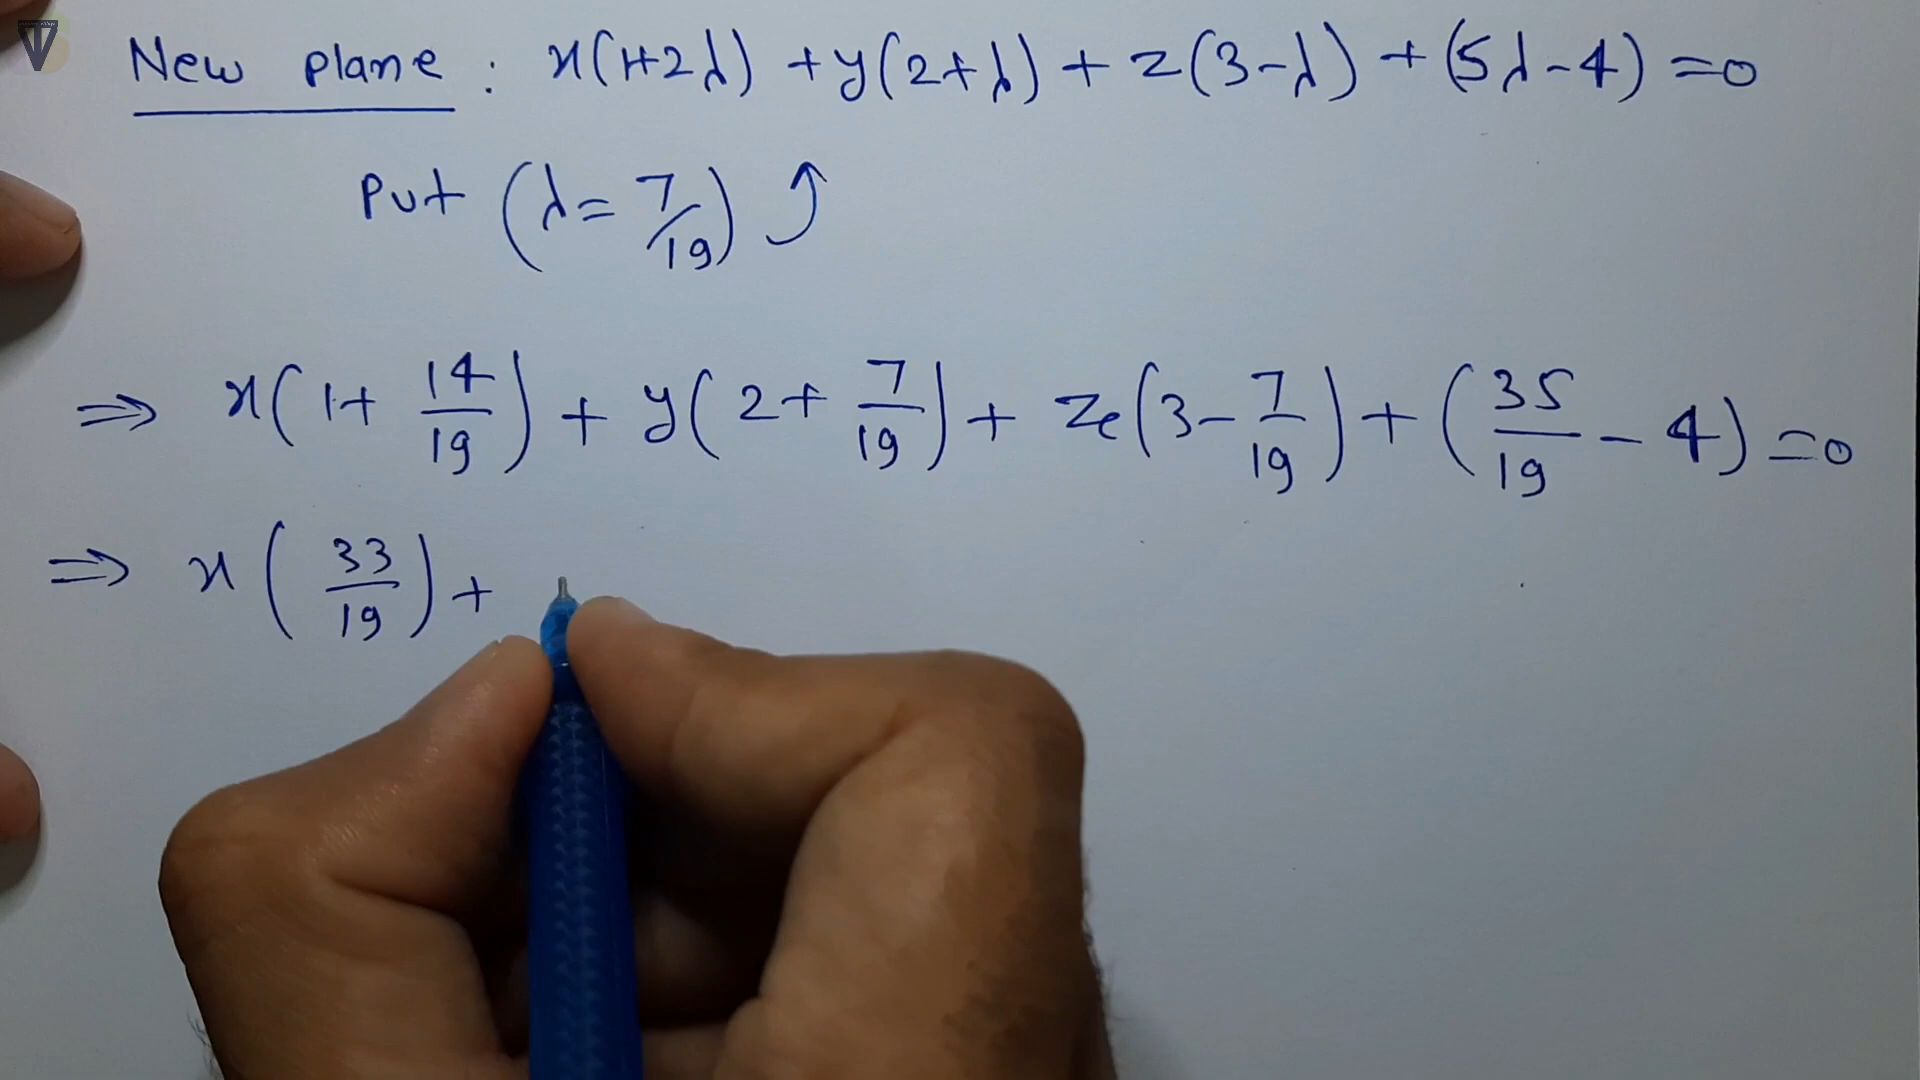 New plane : x(1+2λ) + y(2+λ) + z(3-λ) + (5λ-4) =0
Put (λ= 7/19)
⇒ x(1+ 14/19) + y(2+ 7/19) + z(3- 7/19) + (35/19 - 4) =0
⇒ x(33/19) +